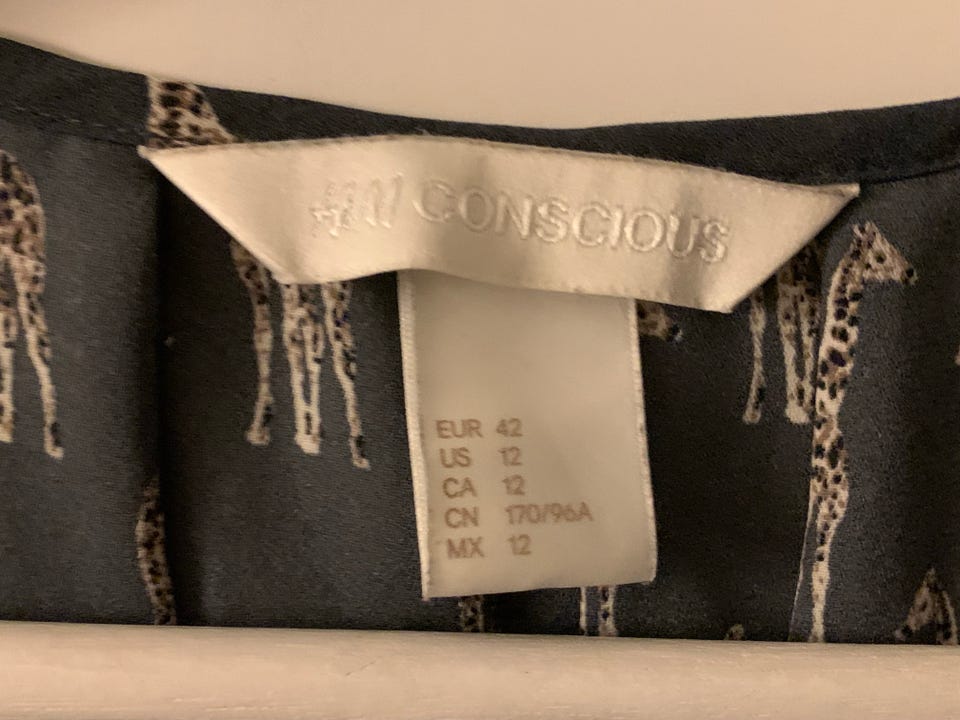 H&M CONSCIOUS
EUR 42
US 12
CA 12
CN 170/96A
MX 12